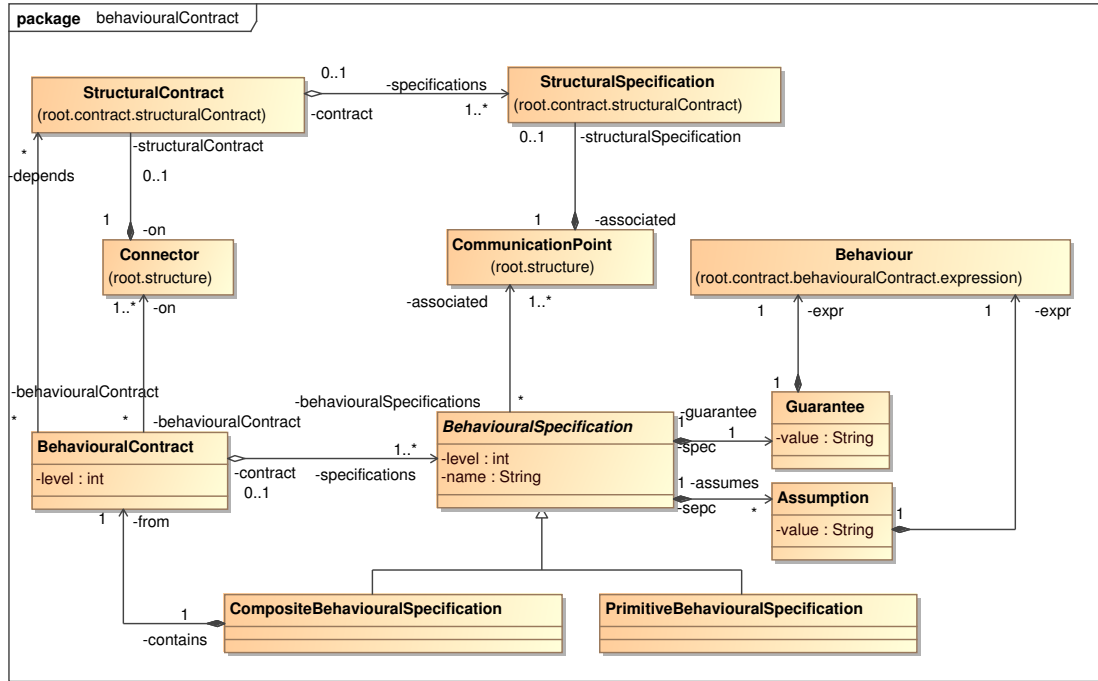 package behaviouralContract
StructuralContract
(root.contract.structuralContract)
0..1
-contract
-specifications
1..*
StructuralSpecification
(root.contract.structuralContract)
*
-depends
-structuralContract
0..1
0..1
-structuralSpecification
1
-on
1
-associated
Connector
(root.structure)
CommunicationPoint
(root.structure)
Behaviour
(root.contract.behaviouralContract.expression)
1..*
-on
-associated
1..*
1
-expr
1
-expr
-behaviouralContract
*
*
-behaviouralContract
-behaviouralSpecifications
*
1
Guarantee
-value : String
BehaviouralContract
-level : int
-contract
0..1
1..*
-specifications
BehaviouralSpecification
-level : int
-name : String
-guarantee
1
1
-spec
1
-assumes
-sepc
*
Assumption
-value : String
1
1
-from
1
-contains
CompositeBehaviouralSpecification
PrimitiveBehaviouralSpecification